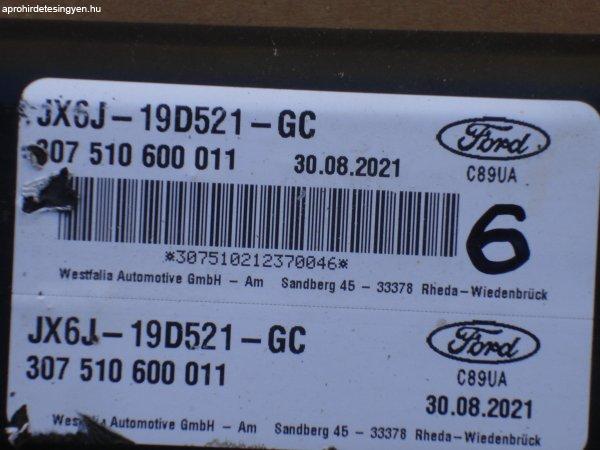 aprohirdetesingyen.hu
JX6J-19D521-GC
307 510 600 011 30.08.2021
Ford
C89UA
6
*307510212370046*
Westfalia Automotive GmbH - Am Sandberg 45 - 33378 Rheda-Wiedenbrück
JX6J-19D521-GC
307 510 600 011
Ford
C89UA
30.08.2021
Westfalia Automotive GmbH - Am Sandberg 45 - 33378 Rheda-Wiedenbrück